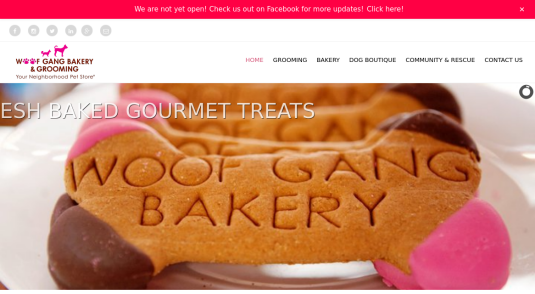 We are not yet open! Check us out on Facebook for more updates! Click here!
×
WOOF GANG BAKERY
& GROOMING
Your Neighborhood Pet Store®
HOME GROOMING BAKERY DOG BOUTIQUE COMMUNITY & RESCUE CONTACT US
ESH BAKED GOURMET TREATS
WOOF GANG
BAKERY